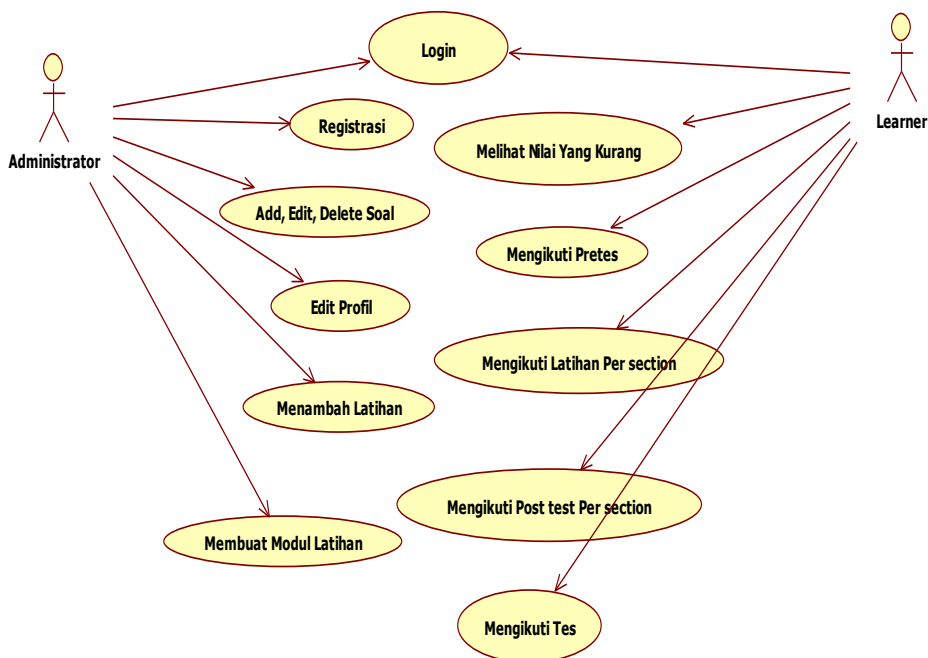 Login
Administrator
Learner
Registrasi
Melihat Nilai Yang Kurang
Add, Edit, Delete Soal
Mengikuti Pretes
Edit Profil
Mengikuti Latihan Per section
Menambah Latihan
Mengikuti Post test Per section
Membuat Modul Latihan
Mengikuti Tes